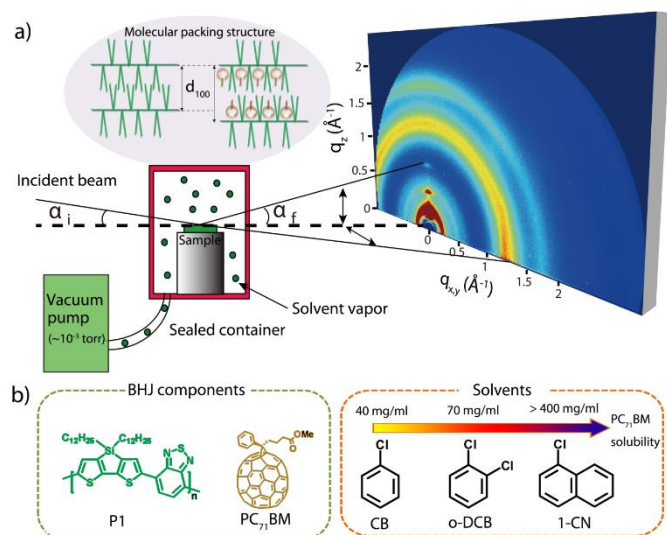 a)
Molecular packing structure
d100
Incident beam
αi
αf
Sample
Solvent vapor
Sealed container
Vacuum
pump
(~10-3 torr)
qz (Å-1)
2
1.5
1
0.5
0
0
0.5
1
1.5
2
qx,y (Å-1)
b)
BHJ components
Solvents
C12H25
C12H25
Si
S
S
N
S
N
n
P1
OMe
O
PC71BM
40 mg/ml
70 mg/ml
> 400 mg/ml
PC71BM
solubility
Cl
CB
Cl
Cl
o-DCB
Cl
1-CN